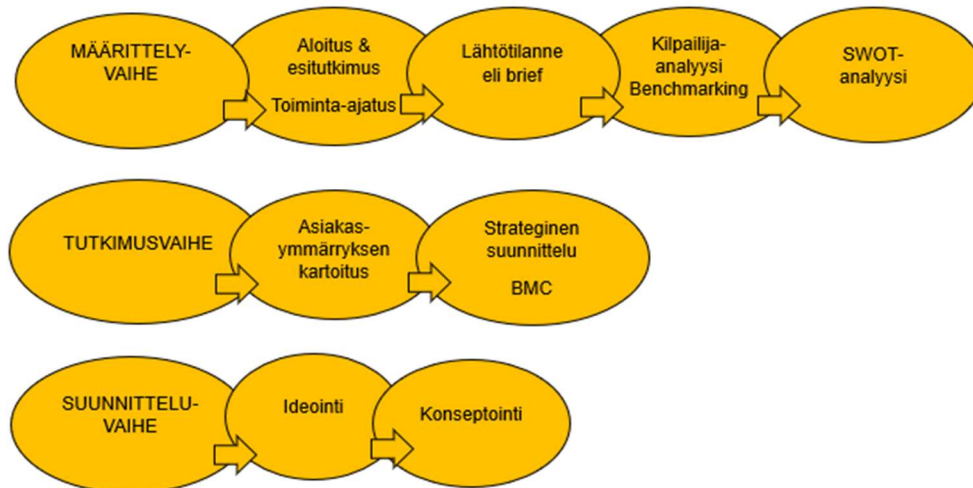 MÄÄRITTELY-
VAIHE
Aloitus &
esitutkimus
Toiminta-ajatus
Lähtötilanne
eli brief
Kilpailija-
analyysi
Benchmarking
SWOT-
analyysi
TUTKIMUSVAIHE
Asiakas-
ymmärryksen
kartoitus
Strateginen
suunnittelu
BMC
SUUNNITTELU-
VAIHE
Ideointi
Konseptointi